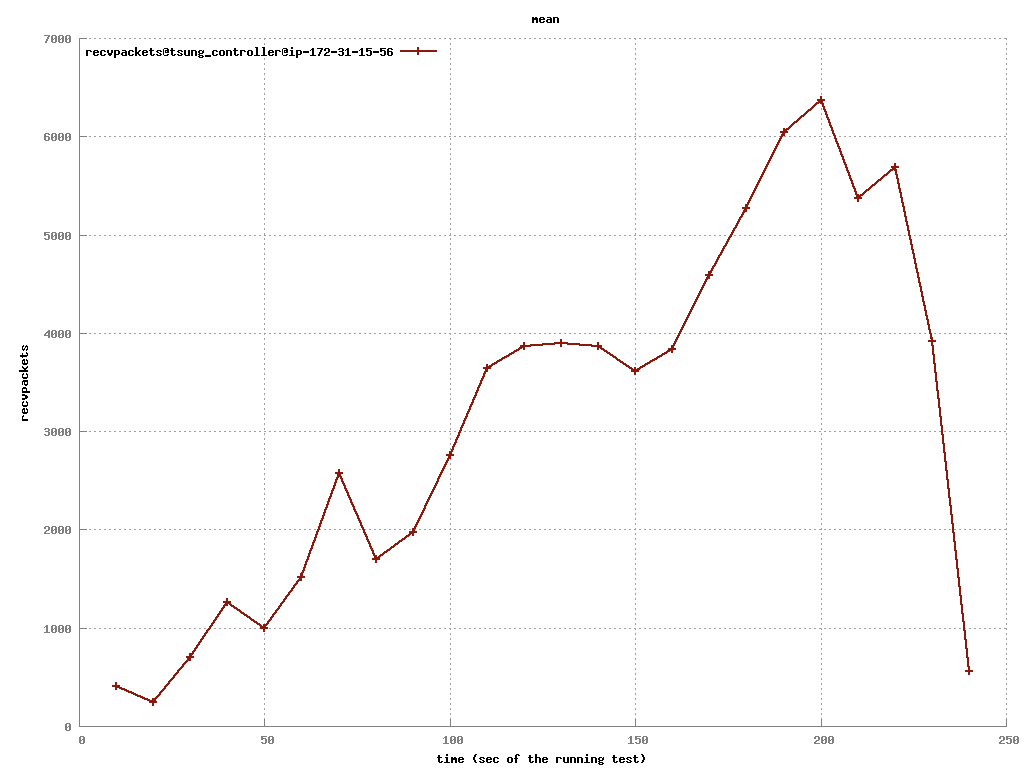 mean
7000
recvpackets@tsung_controller@ip-172-31-15-56
6000
5000
4000
recvpackets
3000
2000
1000
0
0 50 100 150 200 250
time (sec of the running test)